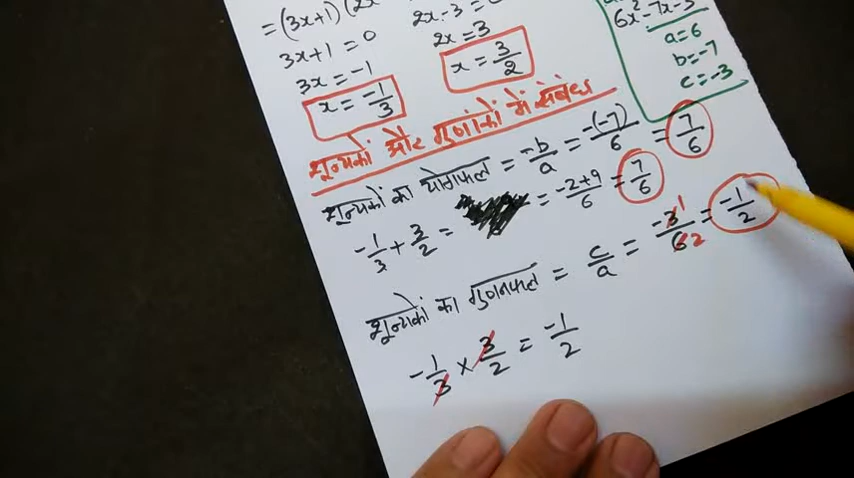 = (3x+1) (2x
2x-3 =
3x+1 = 0
2x = 3
3x = -1
x = 3/2
x = -1/3
6x²-7x-3
a=6
b=-7
c=-3
शून्यकों और गुणांकों में संबंध
शून्यकों का योगफल = -b/a = -(-7)/6 = 7/6
-1/3 + 3/2 = = -2+9/6 = 7/6
शून्यकों का गुणनफल = c/a = -3/6 1 2 = -1/2
-1/3 × 3/2 = -1/2